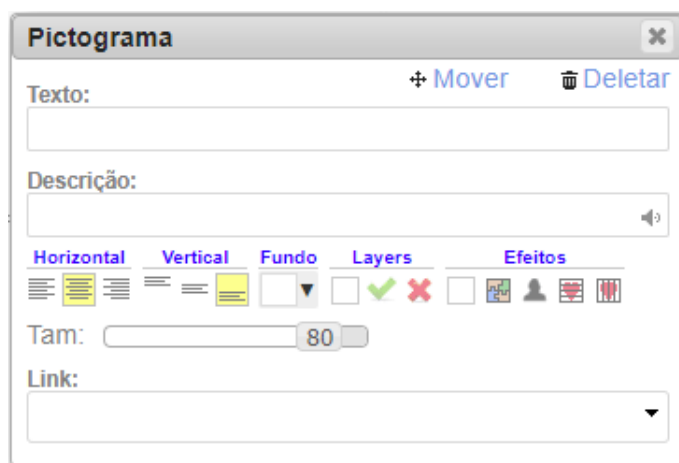 Pictograma
Mover Deletar
Texto:
Descrição:
Horizontal Vertical Fundo Layers Efeitos
Tam: 80
Link: